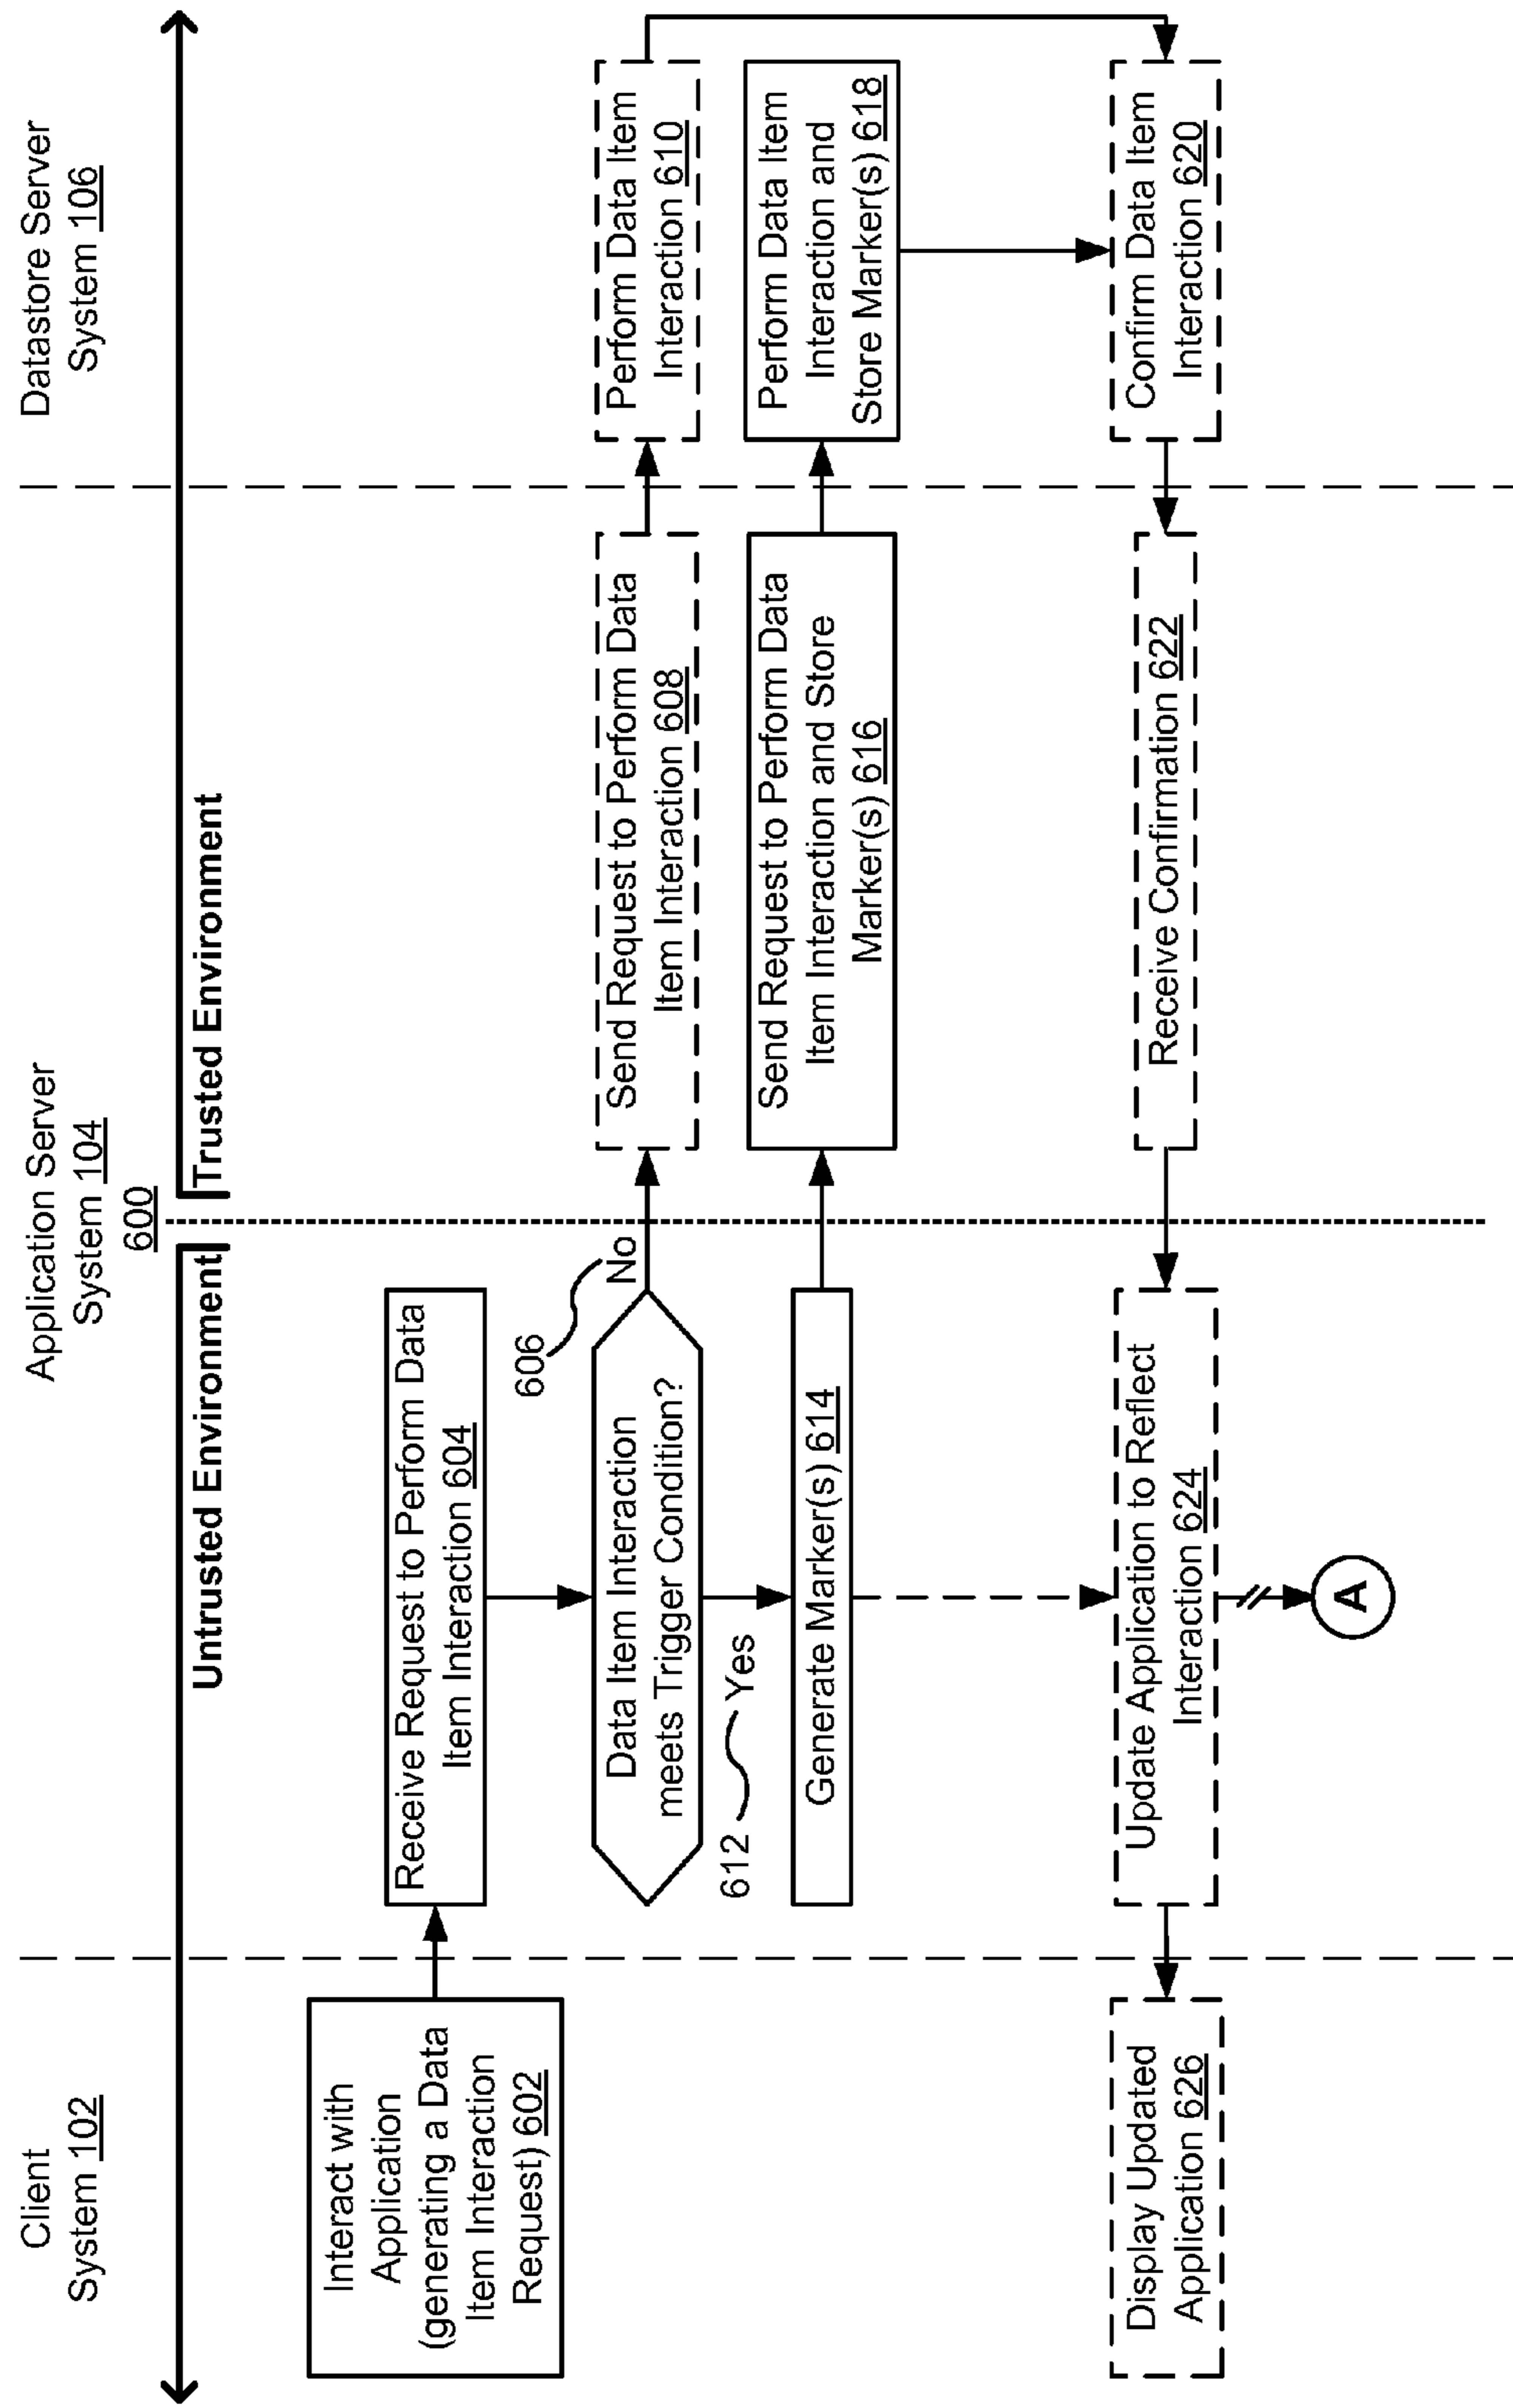 Client
System 102
Application Server
System 104
600
Datastore Server
System 106
Untrusted Environment
Trusted Environment
Interact with
Application
(generating a Data
Item Interaction
Request) 602
Receive Request to Perform Data
Item Interaction 604
606
No
Data Item Interaction
meets Trigger Condition?
Send Request to Perform Data
Item Interaction 608
Perform Data Item
Interaction 610
612
Yes
Generate Marker(s) 614
Send Request to Perform Data
Item Interaction and Store
Marker(s) 616
Perform Data Item
Interaction and
Store Marker(s) 618
Display Updated
Application 626
Update Application to Reflect
Interaction 624
Receive Confirmation 622
Confirm Data Item
Interaction 620
A